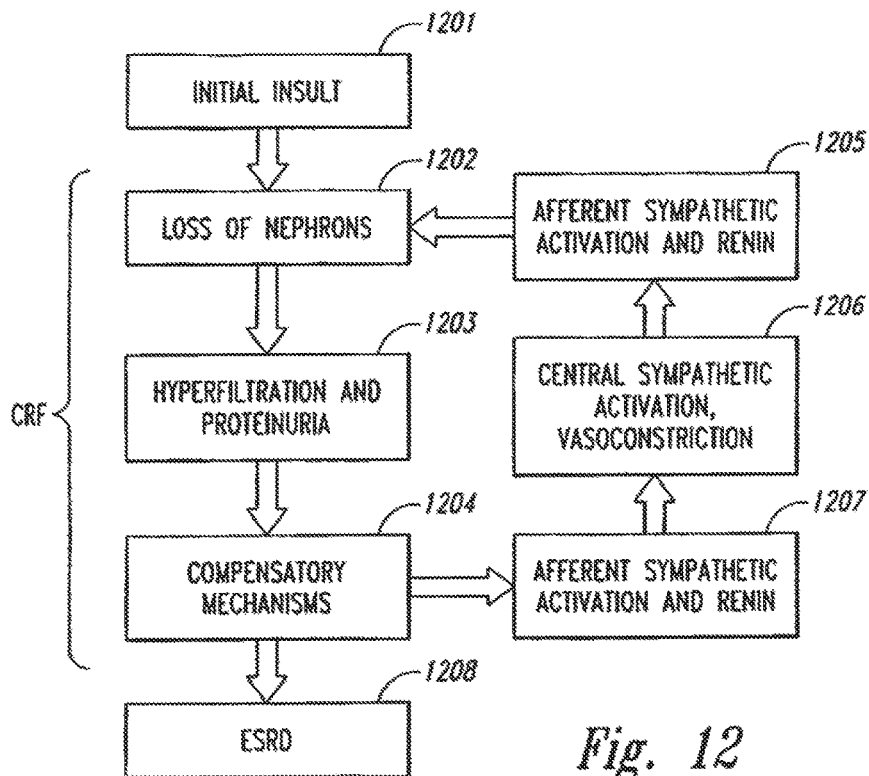 1201
INITIAL INSULT
1202
LOSS OF NEPHRONS
1203
HYPERFILTRATION AND
PROTEINURIA
CRF
1204
COMPENSATORY
MECHANISMS
1208
ESRD
1205
AFFERENT SYMPATHETIC
ACTIVATION AND RENIN
1206
CENTRAL SYMPATHETIC
ACTIVATION,
VASOCONSTRICTION
1207
AFFERENT SYMPATHETIC
ACTIVATION AND RENIN
Fig. 12